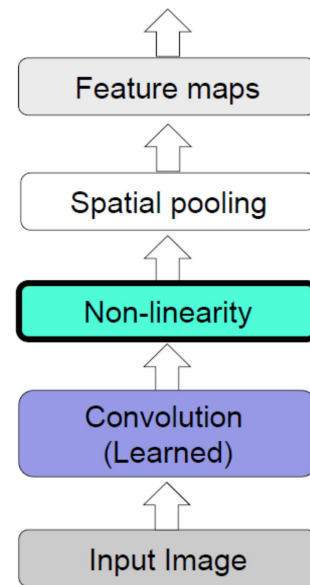 Feature maps
Spatial pooling
Non-linearity
Convolution
(Learned)
Input Image